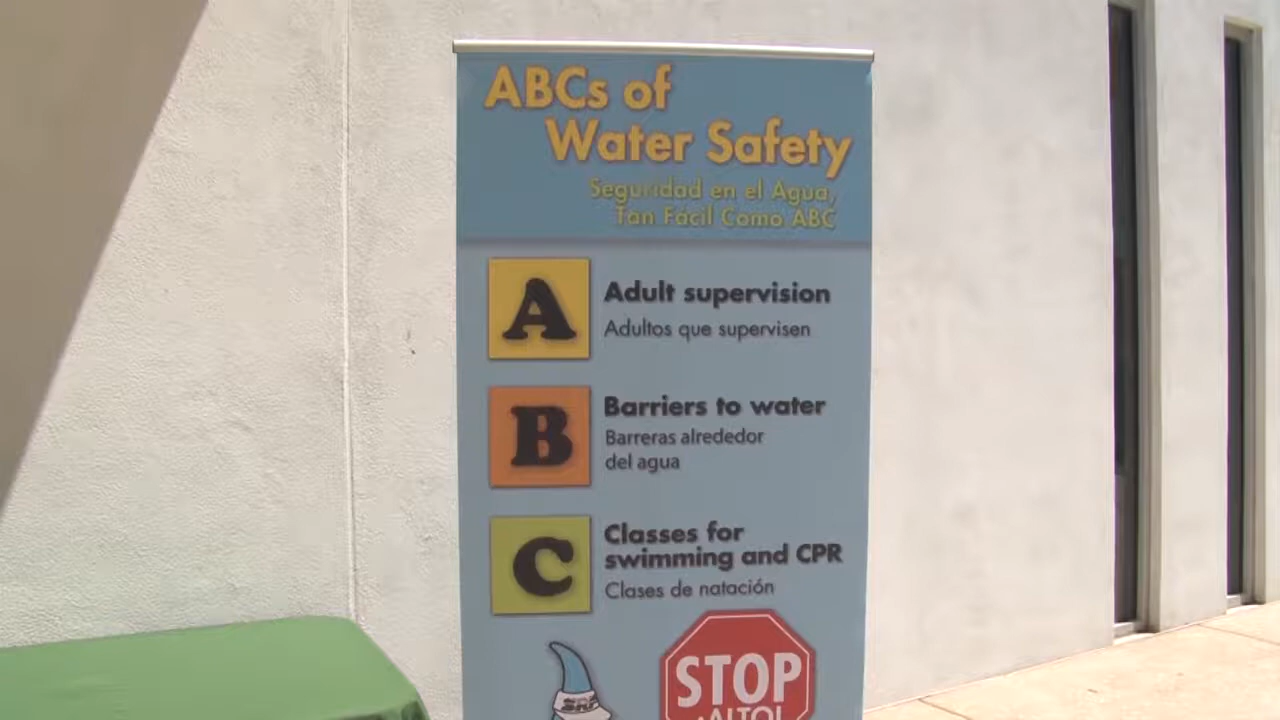 ABCs of
Water Safety
Seguridad en el Agua,
Tan Fácil Como ABC
A
Adult supervision
Adultos que supervisen
B
Barriers to water
Barreras alrededor
del agua
C
Classes for
swimming and CPR
Clases de natación
STOP
¡ALTO!